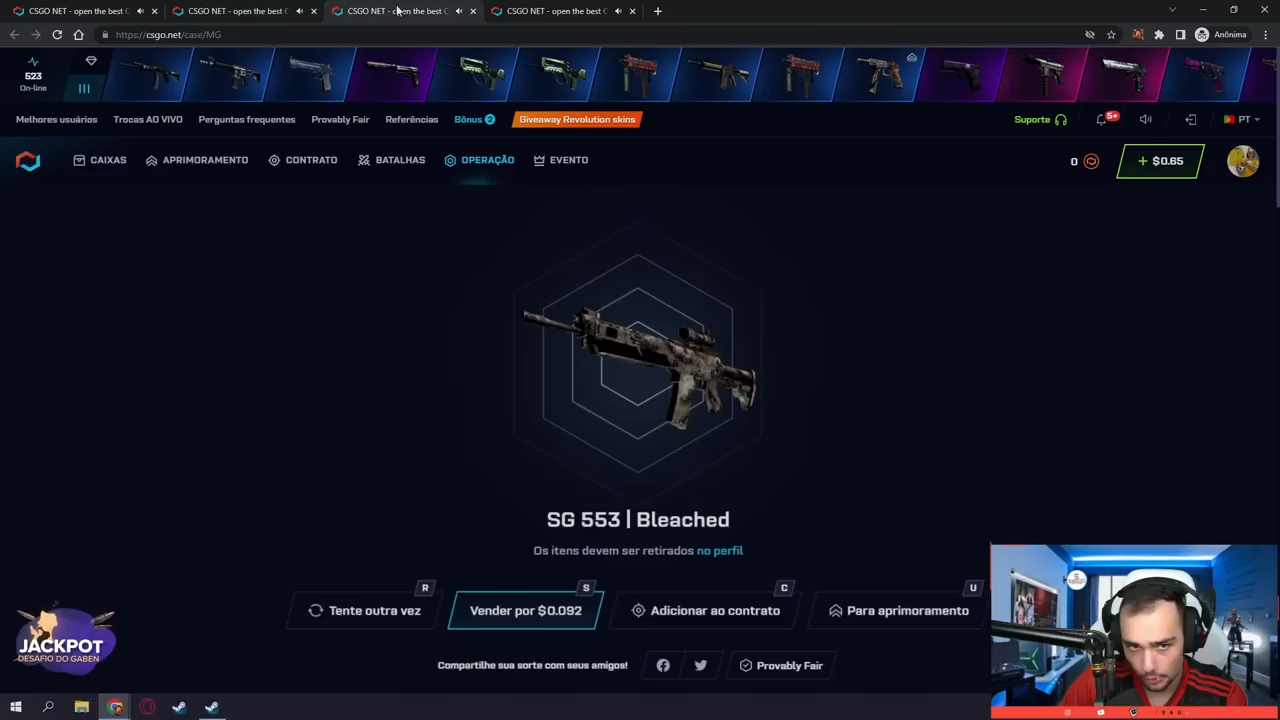 CSGO NET - open the best C
CSGO NET - open the best C
CSGO NET - open the best C
CSGO NET - open the best C
https://csgo.net/case/MG
Anônima
523
On-line
Melhores usuários
Trocas AO VIVO
Perguntas frequentes
Provably Fair
Referências
Bônus 2
Giveaway Revolution skins
Suporte
5+
PT
CAIXAS
APRIMORAMENTO
CONTRATO
BATALHAS
OPERAÇÃO
EVENTO
0
+ $0.65
SG 553 | Bleached
Os itens devem ser retirados no perfil
R
S
C
U
Tente outra vez
Vender por $0.092
Adicionar ao contrato
Para aprimoramento
JACKPOT
DESAFIO DO GABEN
Compartilhe sua sorte com seus amigos!
Provably Fair